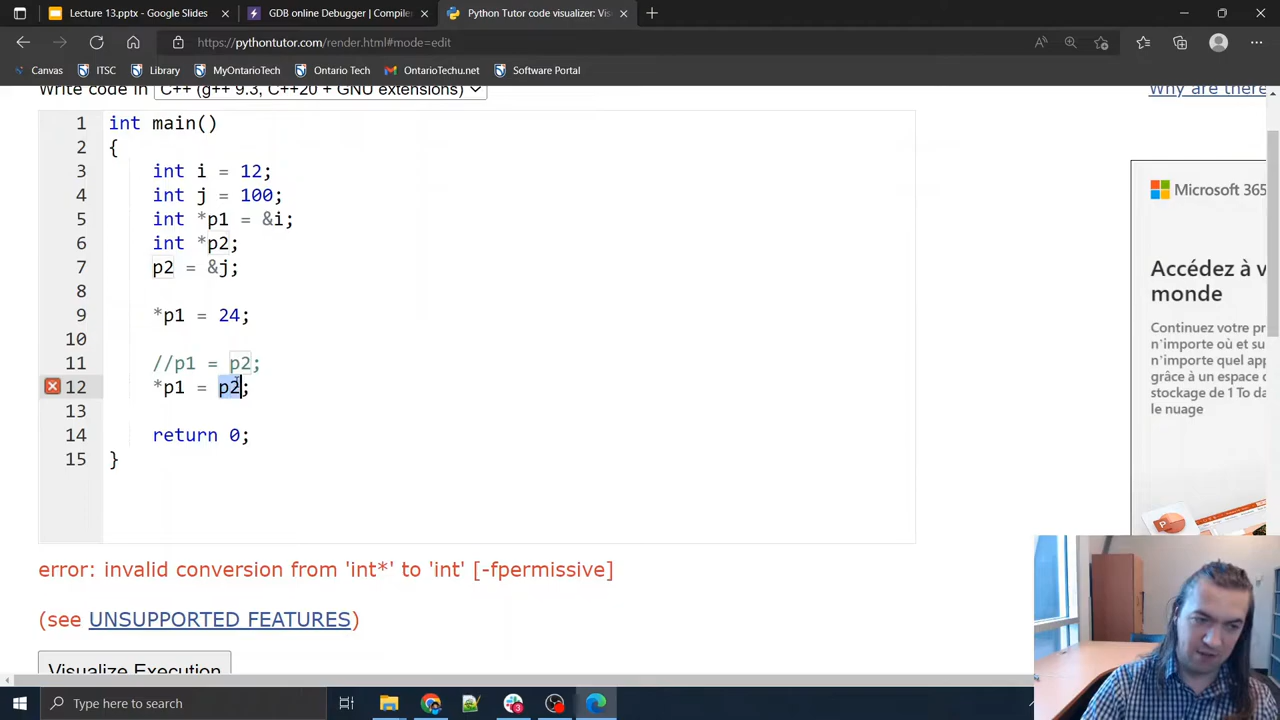 Lecture 13.pptx - Google Slides
GDB online Debugger | Compiler
Python Tutor code visualizer: Vis
https://pythontutor.com/render.html#mode=edit
Canvas
ITSC
Library
MyOntarioTech
Ontario Tech
OntarioTechu.net
Software Portal
Write code in C++ (g++ 9.3, C++20 + GNU extensions)
Why are there
1 int main()
2 {
3 int i = 12;
4 int j = 100;
5 int *p1 = &i;
6 int *p2;
7 p2 = &j;
8
9 *p1 = 24;
10
11 //p1 = p2;
12 *p1 = p2;
13
14 return 0;
15 }
error: invalid conversion from 'int*' to 'int' [-fpermissive]
(see UNSUPPORTED FEATURES)
Visualize Execution
Microsoft 365
Accédez à v
monde
Continuez votre pr
n'importe où et su
n'importe quel app
grâce à un espace d
stockage de 1 To da
le nuage
Type here to search